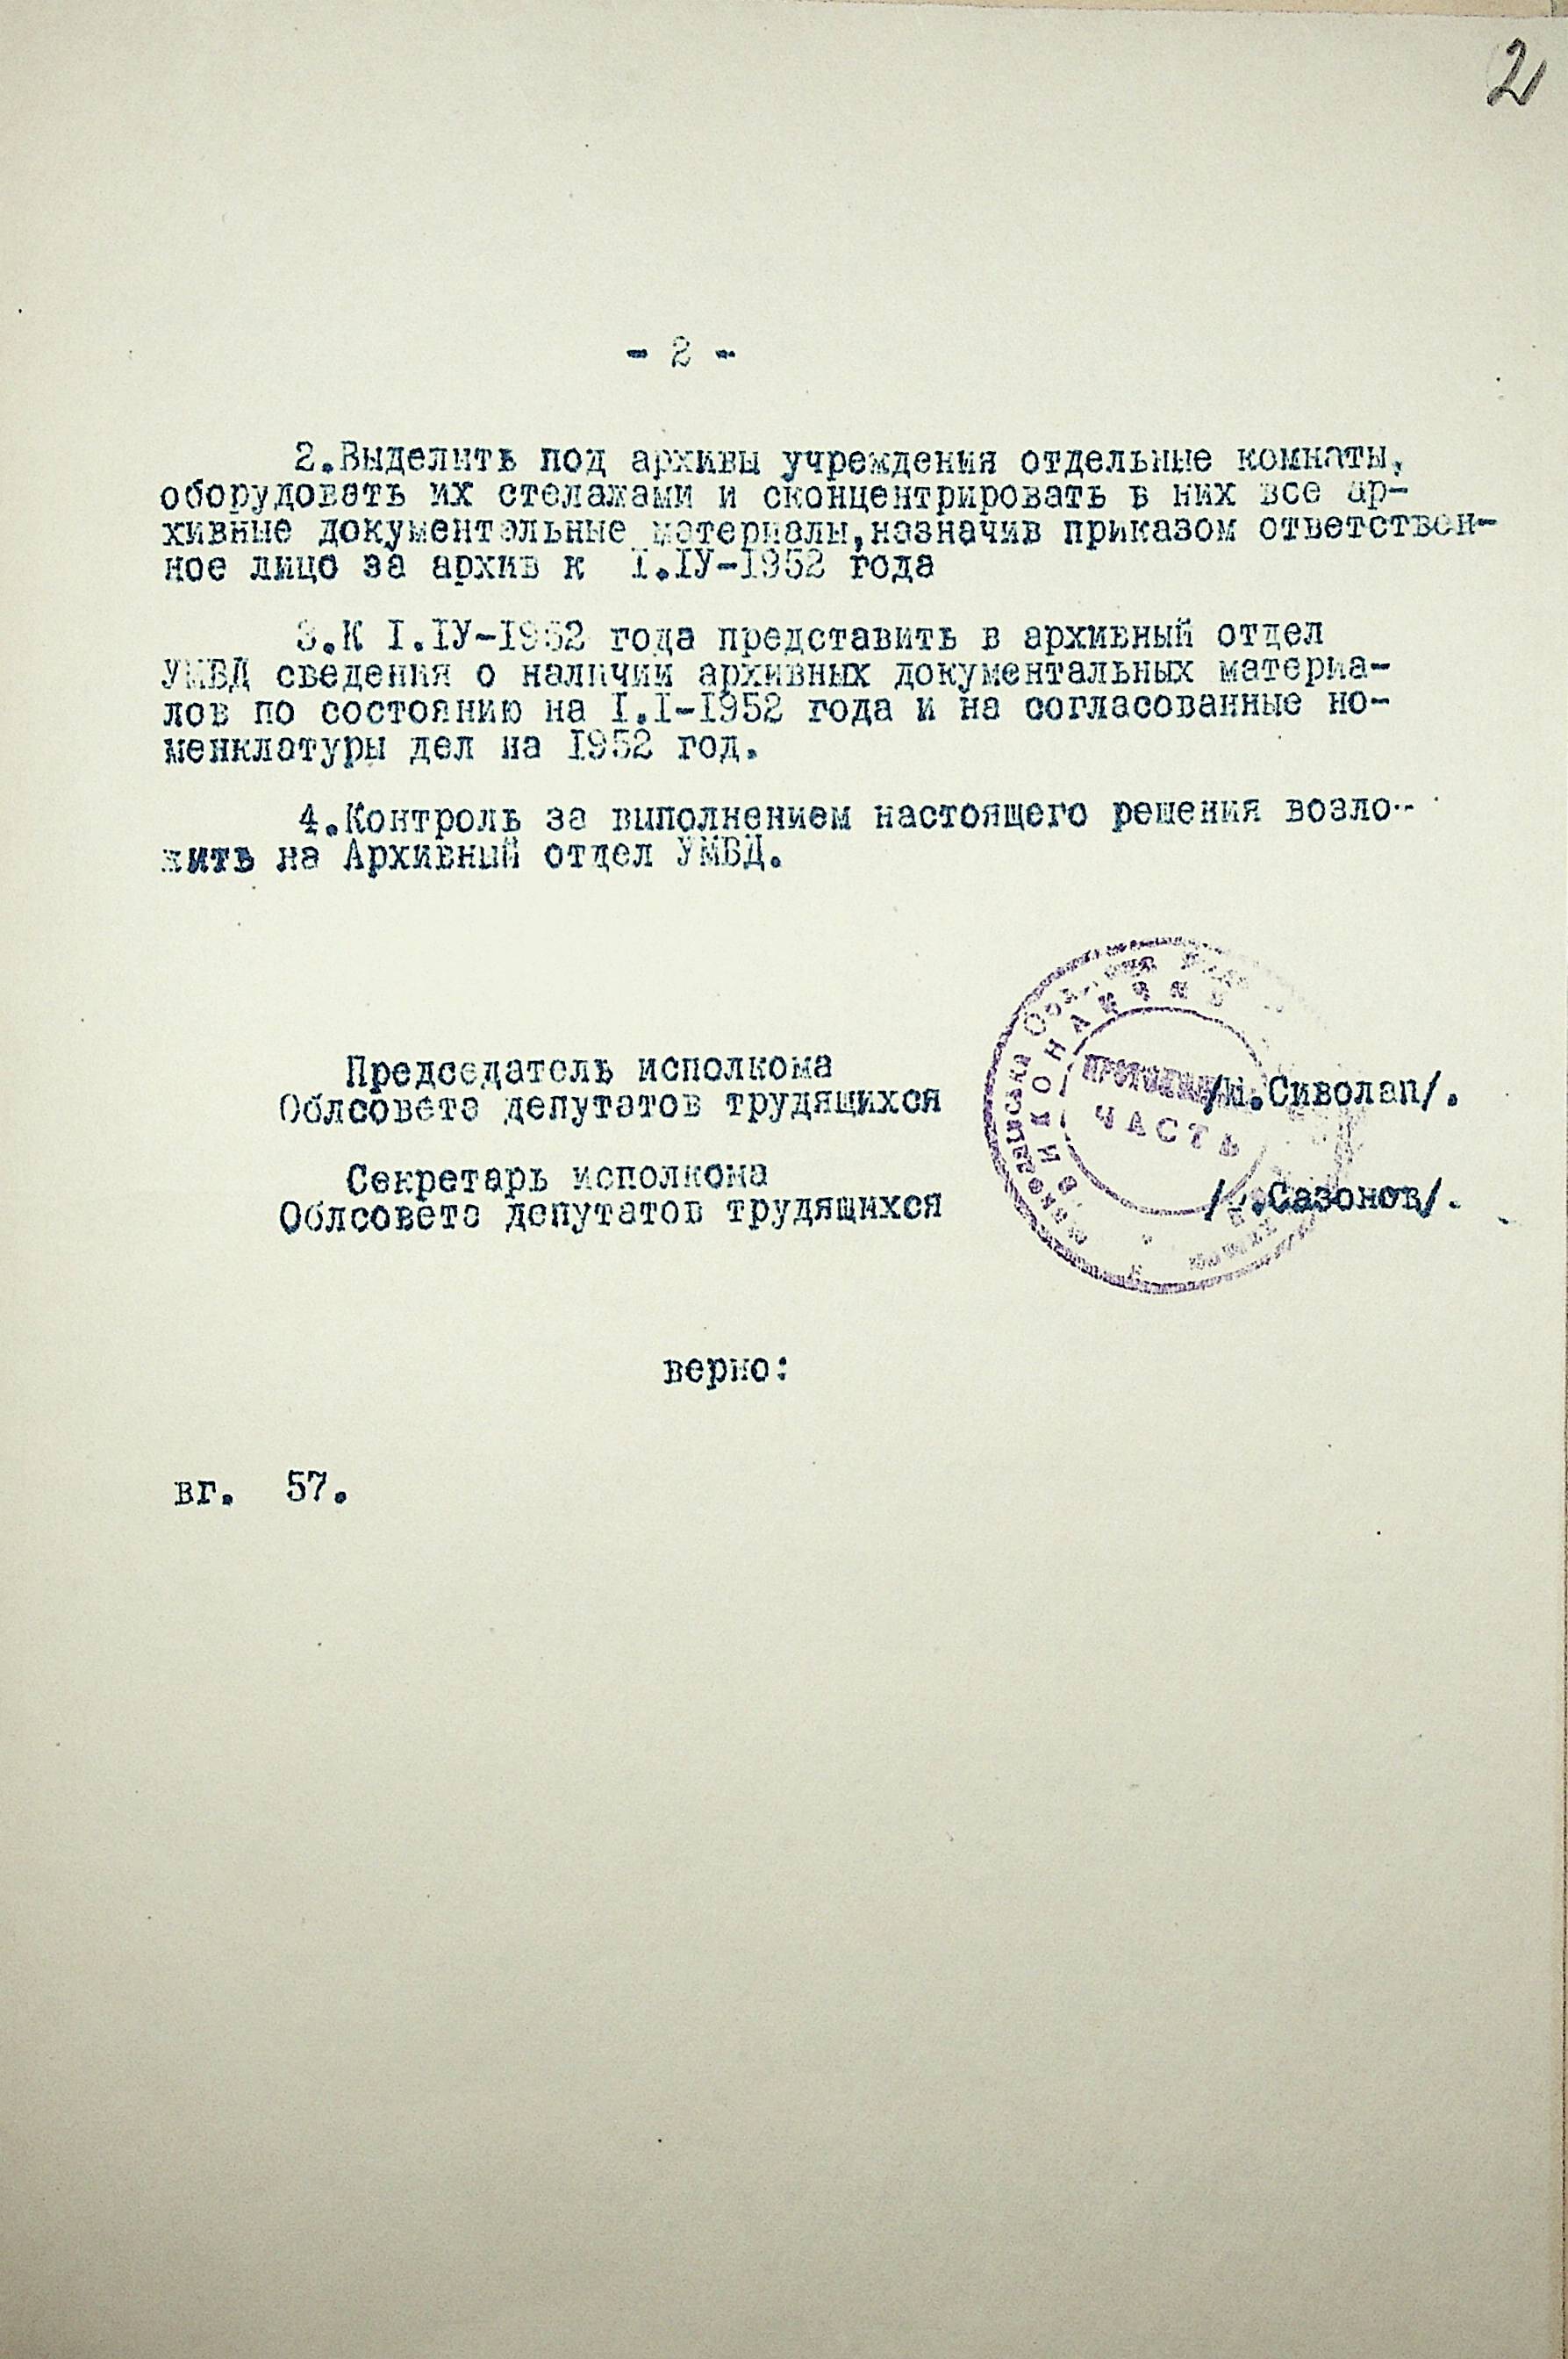 2
- 2 -
2.Выделить под архивы учреждения отдельные комнаты,
оборудовать их стелажами и сконцентрировать в них все ар-
хивные документальные материалы,назначив приказом ответствен-
ное лицо за архив к I.IУ-1952 года
3.К I.IУ-1952 года представить в архивный отдел
УМВД сведения о наличии архивных документальных материа-
лов по состоянию на I.I-1952 года и на согласованные но-
менклатуры дел на 1952 год.
4.Контроль за выполнением настоящего решения возло-
жить на Архивный отдел УМВД.
Председатель исполкома
Облсовета депутатов трудящихся /М.Сиволап/.
Секретарь исполкома
Облсовета депутатов трудящихся .Сазонов/.
ЧАСТЬ
верно:
вг. 57.